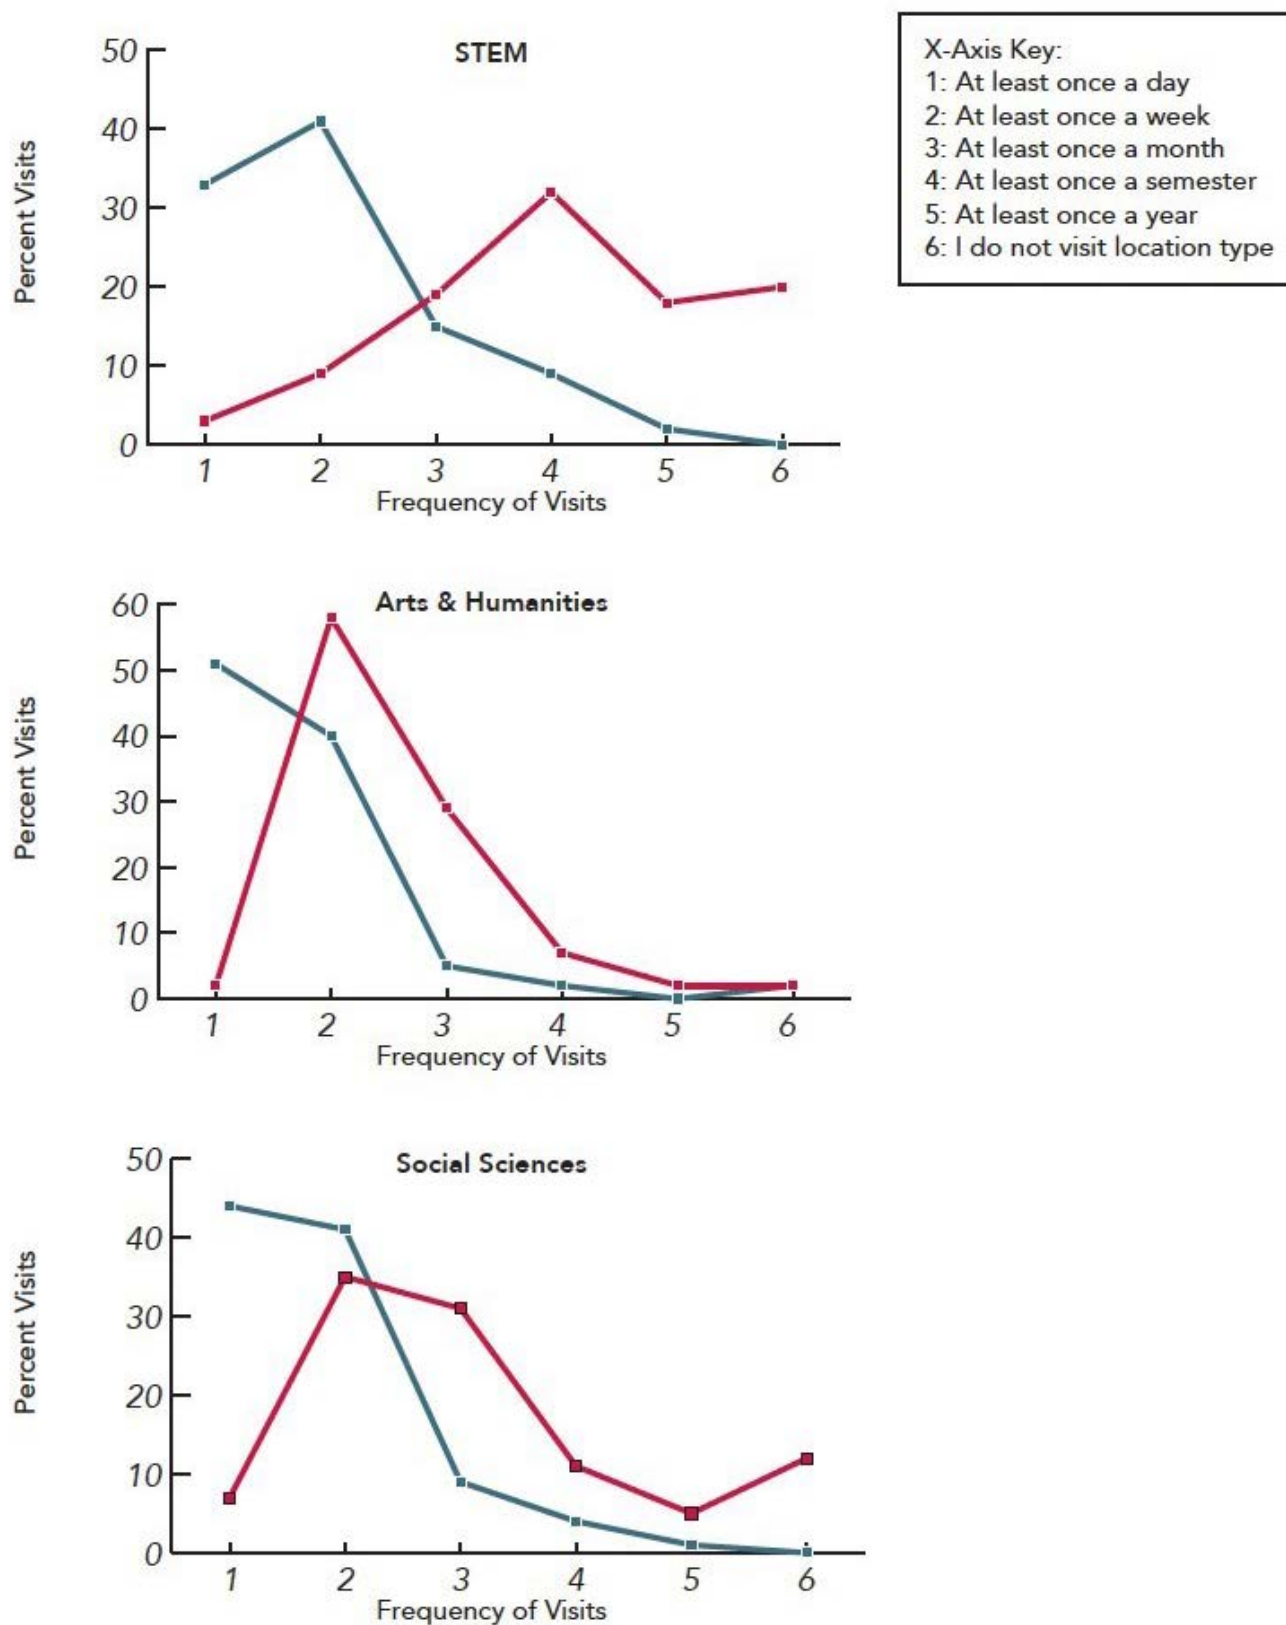 STEM
50
40
30
20
10
0
Percent Visits
1 2 3 4 5 6
Frequency of Visits
X-Axis Key:
1: At least once a day
2: At least once a week
3: At least once a month
4: At least once a semester
5: At least once a year
6: I do not visit location type
Arts & Humanities
60
50
40
30
20
10
0
Percent Visits
1 2 3 4 5 6
Frequency of Visits
Social Sciences
50
40
30
20
10
0
Percent Visits
1 2 3 4 5 6
Frequency of Visits